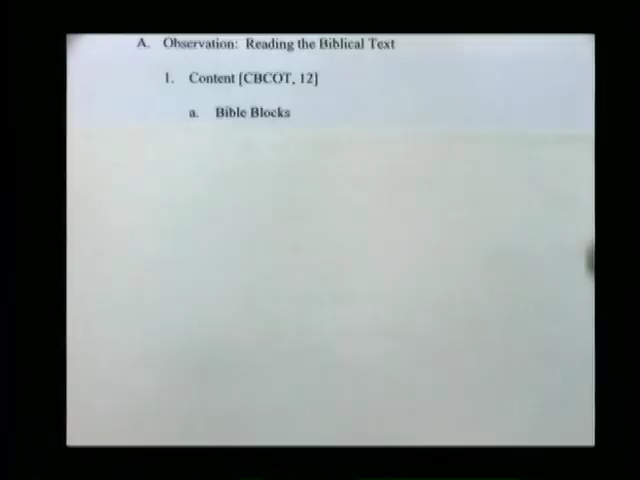 A. Observation: Reading the Biblical Text
1. Content [CBCOT, 12]
a. Bible Blocks